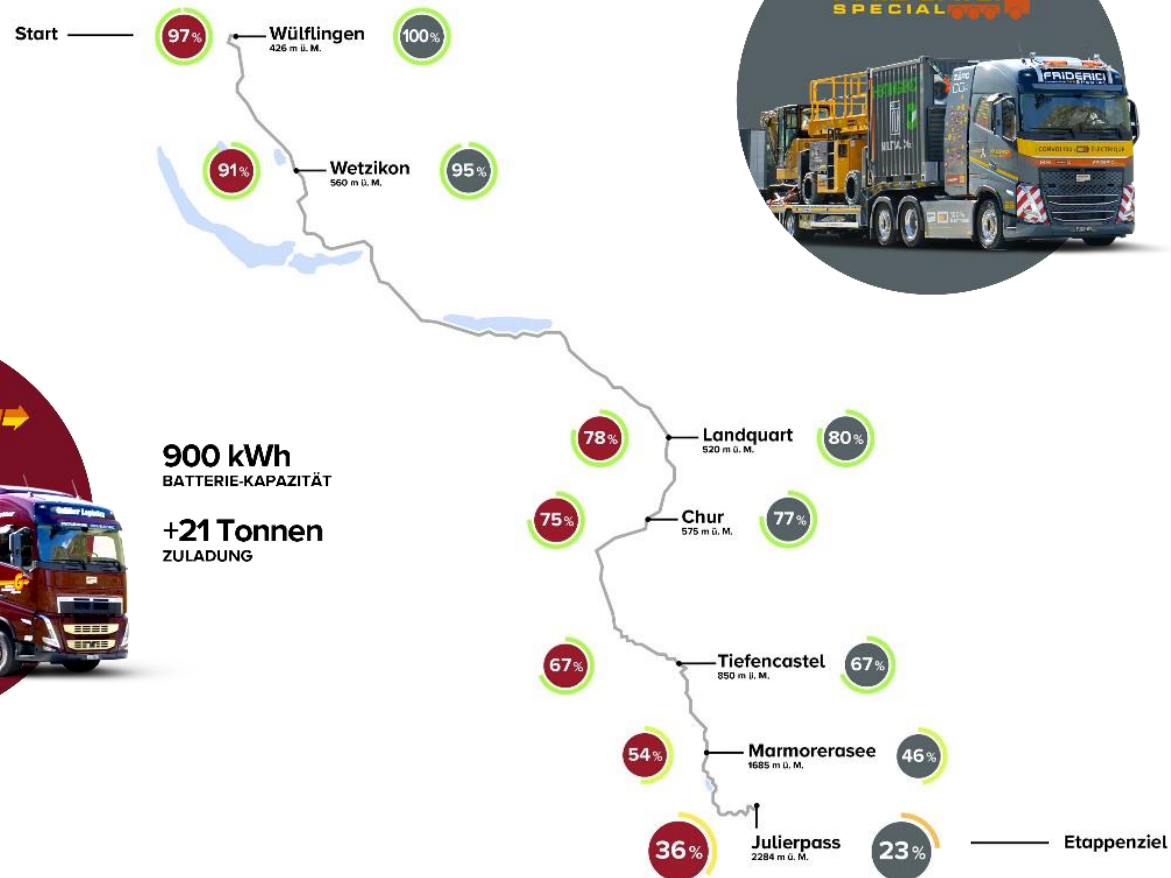 SPECIAL
Start
97%
Wülflingen
426 m ü. M.
100%
FRIDERICI
SPECIAL
91%
Wetzikon
560 m ü. M.
95%
900 kWh
BATTERIE-KAPAZITÄT
+21 Tonnen
ZULADUNG
78%
Landquart
520 m ü. M.
80%
75%
Chur
575 m ü. M.
77%
67%
Tiefencastel
850 m ü. M.
67%
54%
Marmorerasee
1685 m ü. M.
46%
36%
Julierpass
2284 m ü. M.
23%
Etappenziel